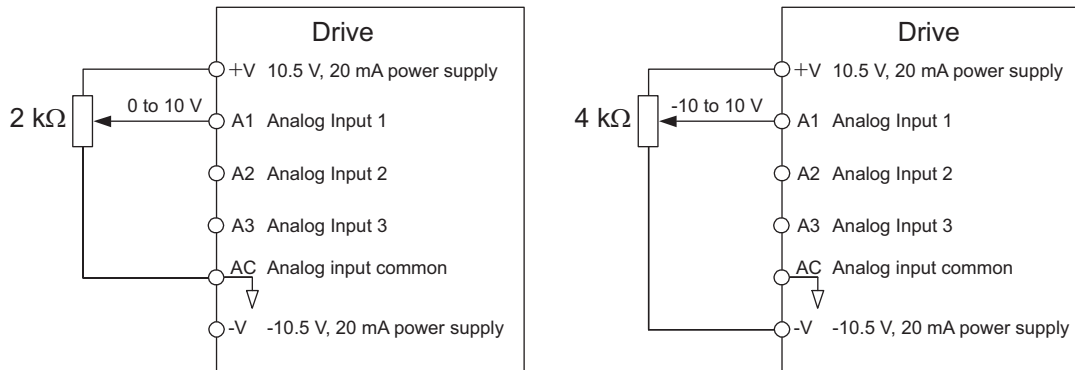 Drive
+V 10.5 V, 20 mA power supply
2 kΩ
0 to 10 V
A1 Analog Input 1
A2 Analog Input 2
A3 Analog Input 3
AC Analog input common
-V -10.5 V, 20 mA power supply
Drive
+V 10.5 V, 20 mA power supply
4 kΩ
-10 to 10 V
A1 Analog Input 1
A2 Analog Input 2
A3 Analog Input 3
AC Analog input common
-V -10.5 V, 20 mA power supply